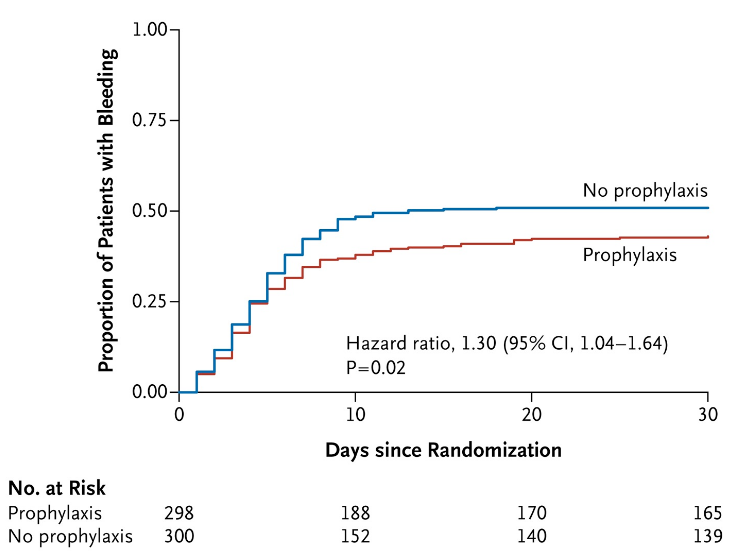 1.00
0.75
0.50
0.25
0.00
Proportion of Patients with Bleeding
No prophylaxis
Prophylaxis
Hazard ratio, 1.30 (95% CI, 1.04–1.64)
P=0.02
0 10 20 30
Days since Randomization
No. at Risk
Prophylaxis 298 188 170 165
No prophylaxis 300 152 140 139